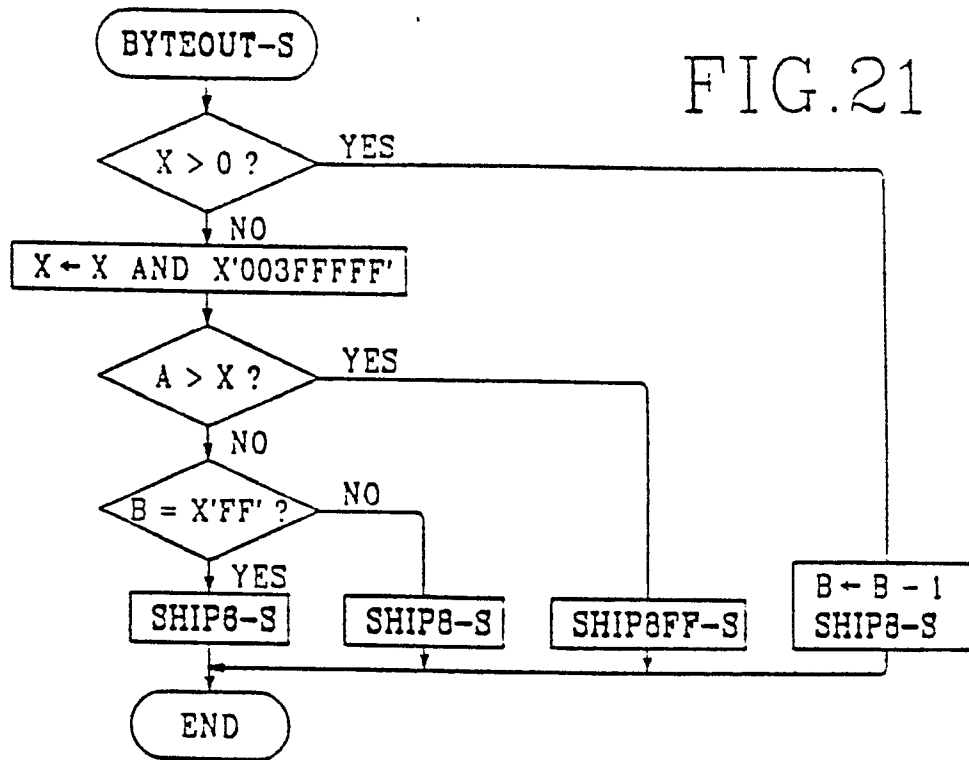 BYTEOUT-S
FIG.21
X > 0 ?
YES
NO
X ← X AND X'003FFFFF'
A > X ?
YES
NO
B = X'FF' ?
NO
YES
SHIP8-S
SHIP8-S
SHIP8FF-S
B ← B - 1
SHIP8-S
END